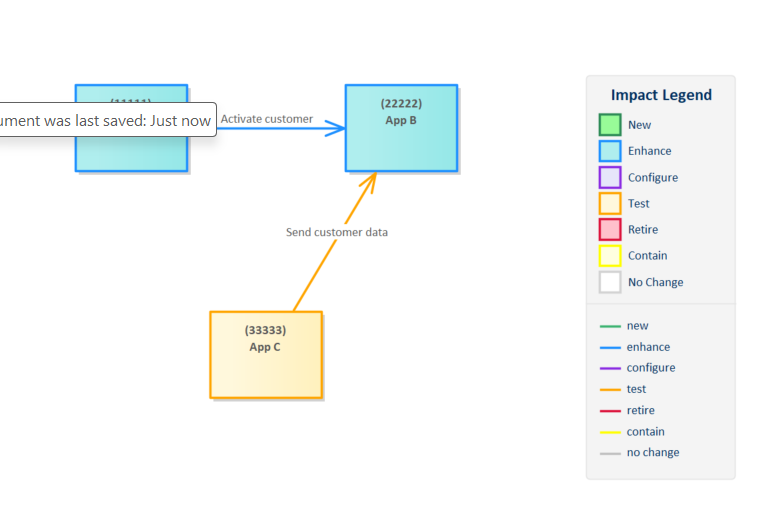 ument was last saved: Just now
Activate customer
(22222)
App B
Send customer data
(33333)
App C
Impact Legend
New
Enhance
Configure
Test
Retire
Contain
No Change
new
enhance
configure
test
retire
contain
no change